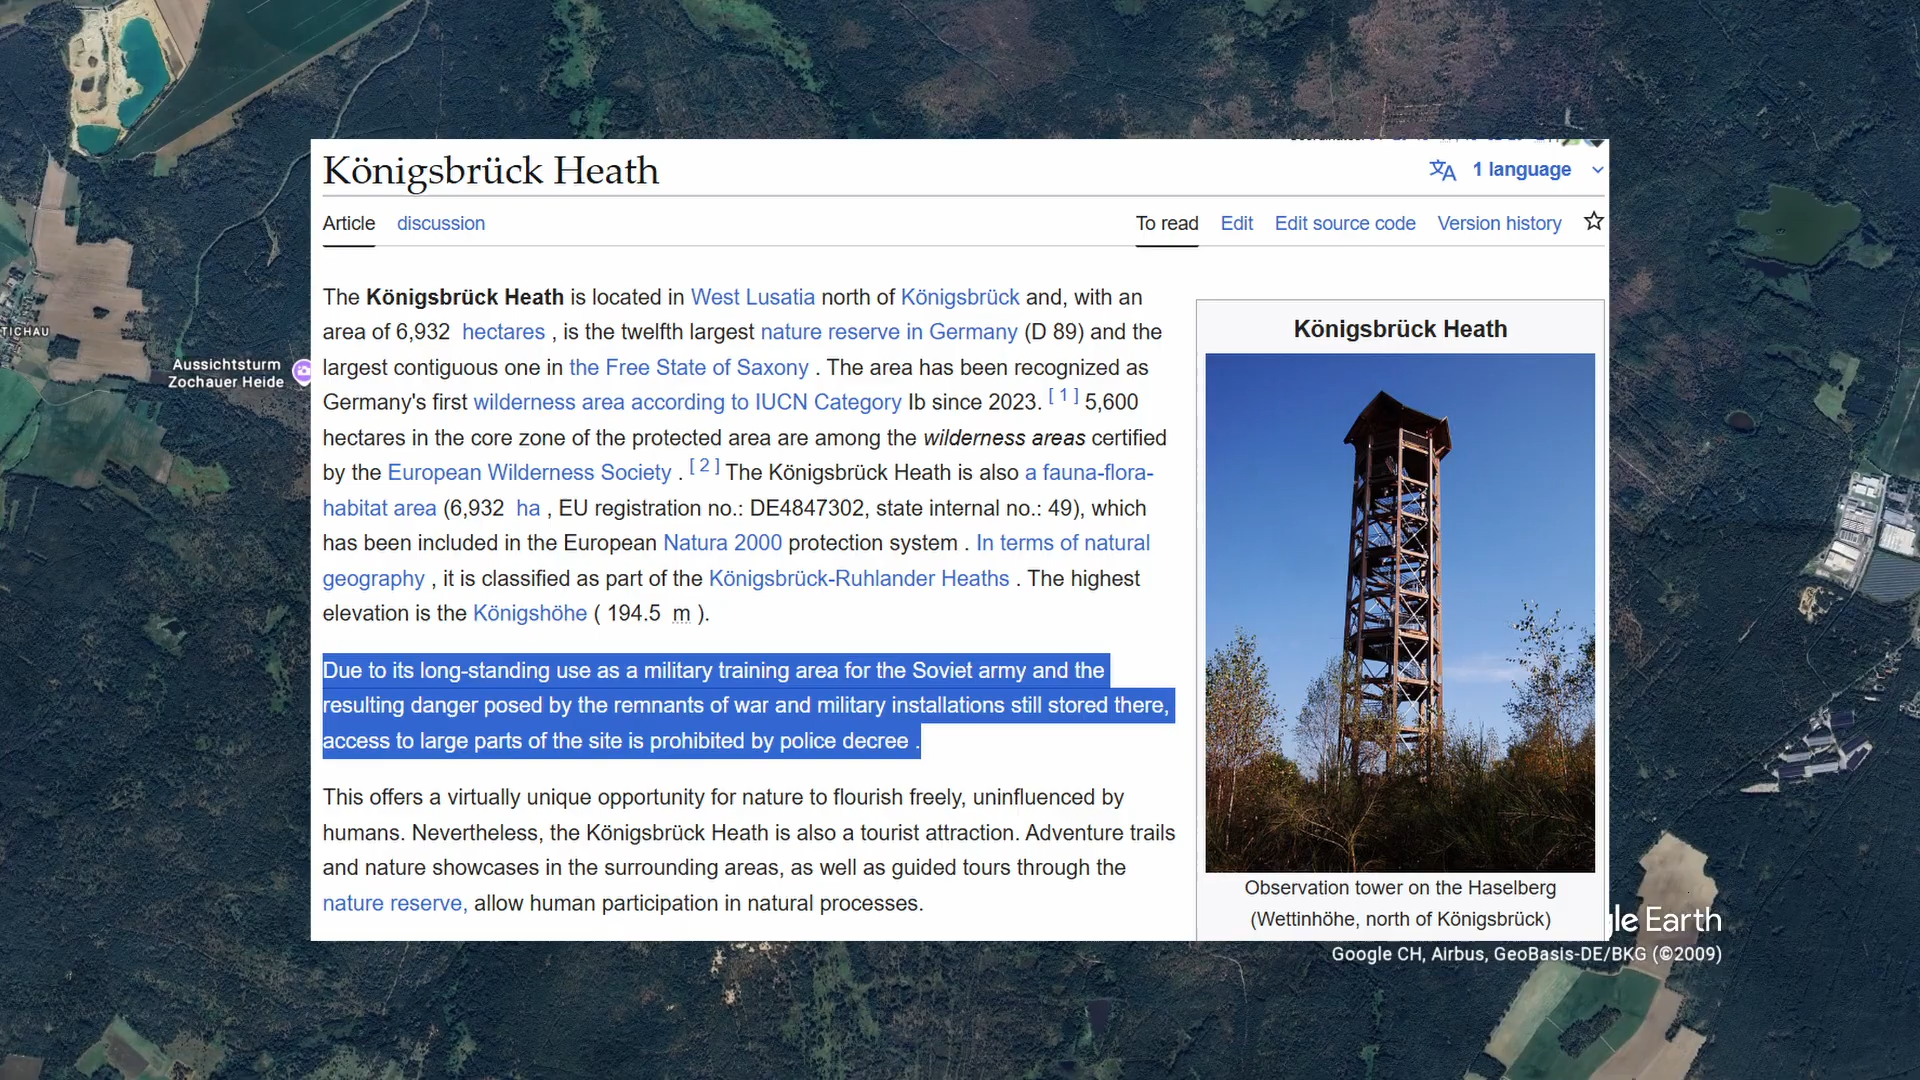 Königsbrück Heath
1 language
Article
discussion
To read
Edit
Edit source code
Version history
The Königsbrück Heath is located in West Lusatia north of Königsbrück and, with an
area of 6,932 hectares , is the twelfth largest nature reserve in Germany (D 89) and the
largest contiguous one in the Free State of Saxony . The area has been recognized as
Germany's first wilderness area according to IUCN Category Ib since 2023. [ 1 ] 5,600
hectares in the core zone of the protected area are among the wilderness areas certified
by the European Wilderness Society . [ 2 ] The Königsbrück Heath is also a fauna-flora-
habitat area (6,932 ha , EU registration no.: DE4847302, state internal no.: 49), which
has been included in the European Natura 2000 protection system . In terms of natural
geography , it is classified as part of the Königsbrück-Ruhlander Heaths . The highest
elevation is the Königshöhe ( 194.5 m ).
Due to its long-standing use as a military training area for the Soviet army and the
resulting danger posed by the remnants of war and military installations still stored there,
access to large parts of the site is prohibited by police decree .
This offers a virtually unique opportunity for nature to flourish freely, uninfluenced by
humans. Nevertheless, the Königsbrück Heath is also a tourist attraction. Adventure trails
and nature showcases in the surrounding areas, as well as guided tours through the
nature reserve, allow human participation in natural processes.
Königsbrück Heath
Observation tower on the Haselberg
(Wettinhöhe, north of Königsbrück)
TICHAU
Aussichtsturm
Zochauer Heide
gle Earth
Google CH, Airbus, GeoBasis-DE/BKG (©2009)